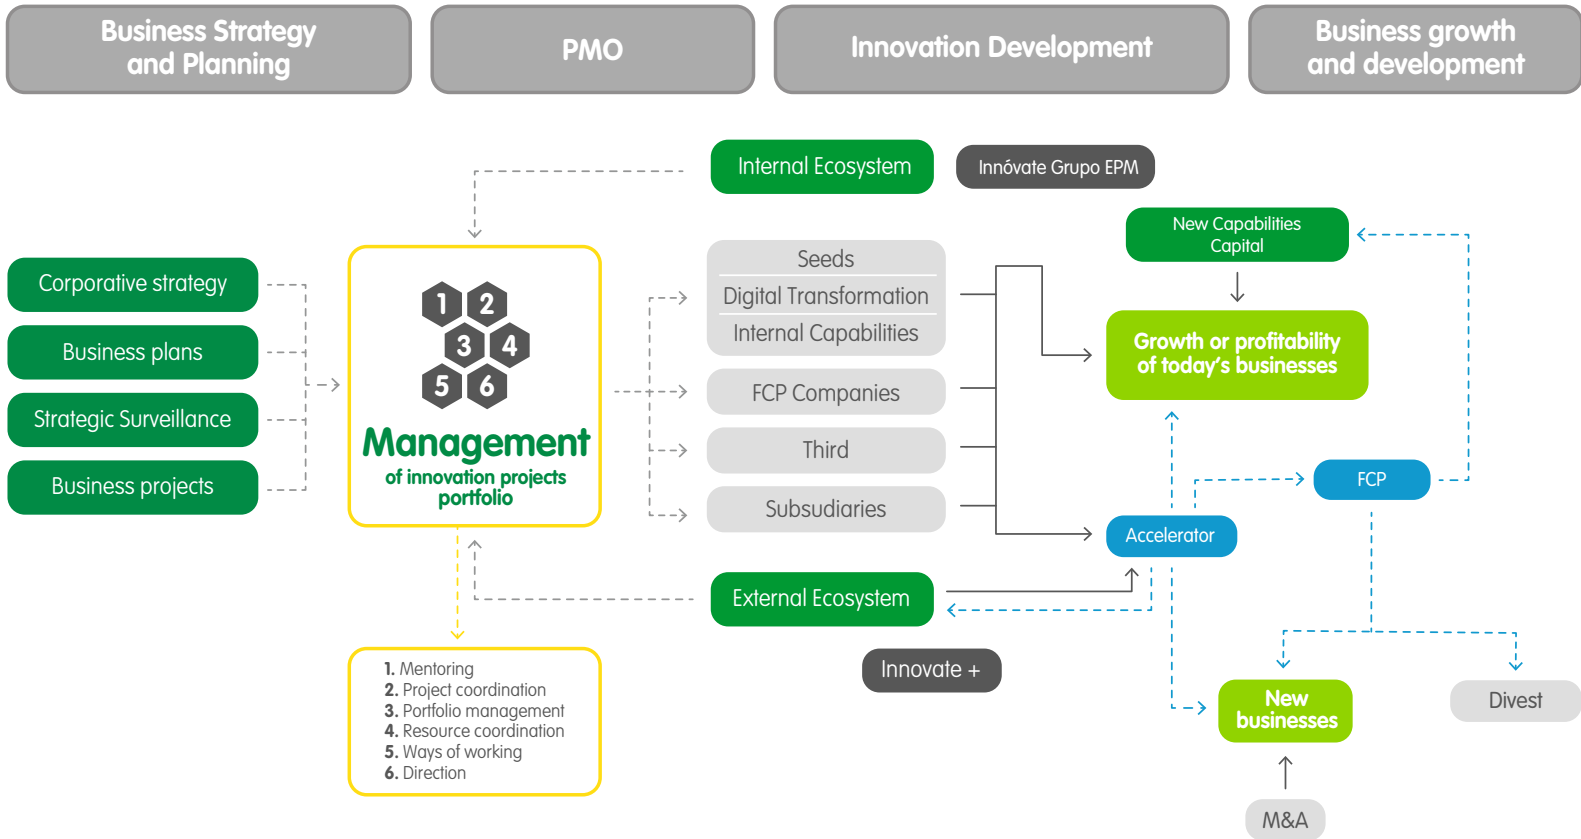 Business Strategy
and Planning
PMO
Innovation Development
Business growth
and development
Internal Ecosystem
Innóvate Grupo EPM
New Capabilities
Capital
Corporative strategy
Business plans
Strategic Surveillance
Business projects
1 2
3 4
5 6
Management
of innovation projects
portfolio
Seeds
Digital Transformation
Internal Capabilities
FCP Companies
Third
Subsudiaries
Growth or profitability
of today's businesses
FCP
Accelerator
External Ecosystem
Innovate +
1. Mentoring
2. Project coordination
3. Portfolio management
4. Resource coordination
5. Ways of working
6. Direction
New
businesses
Divest
M&A